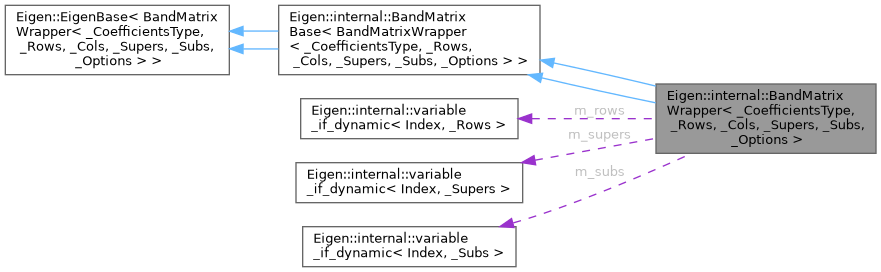 Eigen::EigenBase< BandMatrix
Wrapper< _CoefficientsType,
_Rows, _Cols, _Supers, _Subs,
_Options > >
Eigen::internal::BandMatrix
Base< BandMatrixWrapper
< _CoefficientsType, _Rows,
_Cols, _Supers, _Subs, _Options > >
Eigen::internal::BandMatrix
Wrapper< _CoefficientsType,
_Rows, _Cols, _Supers, _Subs,
_Options >
Eigen::internal::variable
_if_dynamic< Index, _Rows >
m_rows
Eigen::internal::variable
_if_dynamic< Index, _Supers >
m_supers
Eigen::internal::variable
_if_dynamic< Index, _Subs >
m_subs